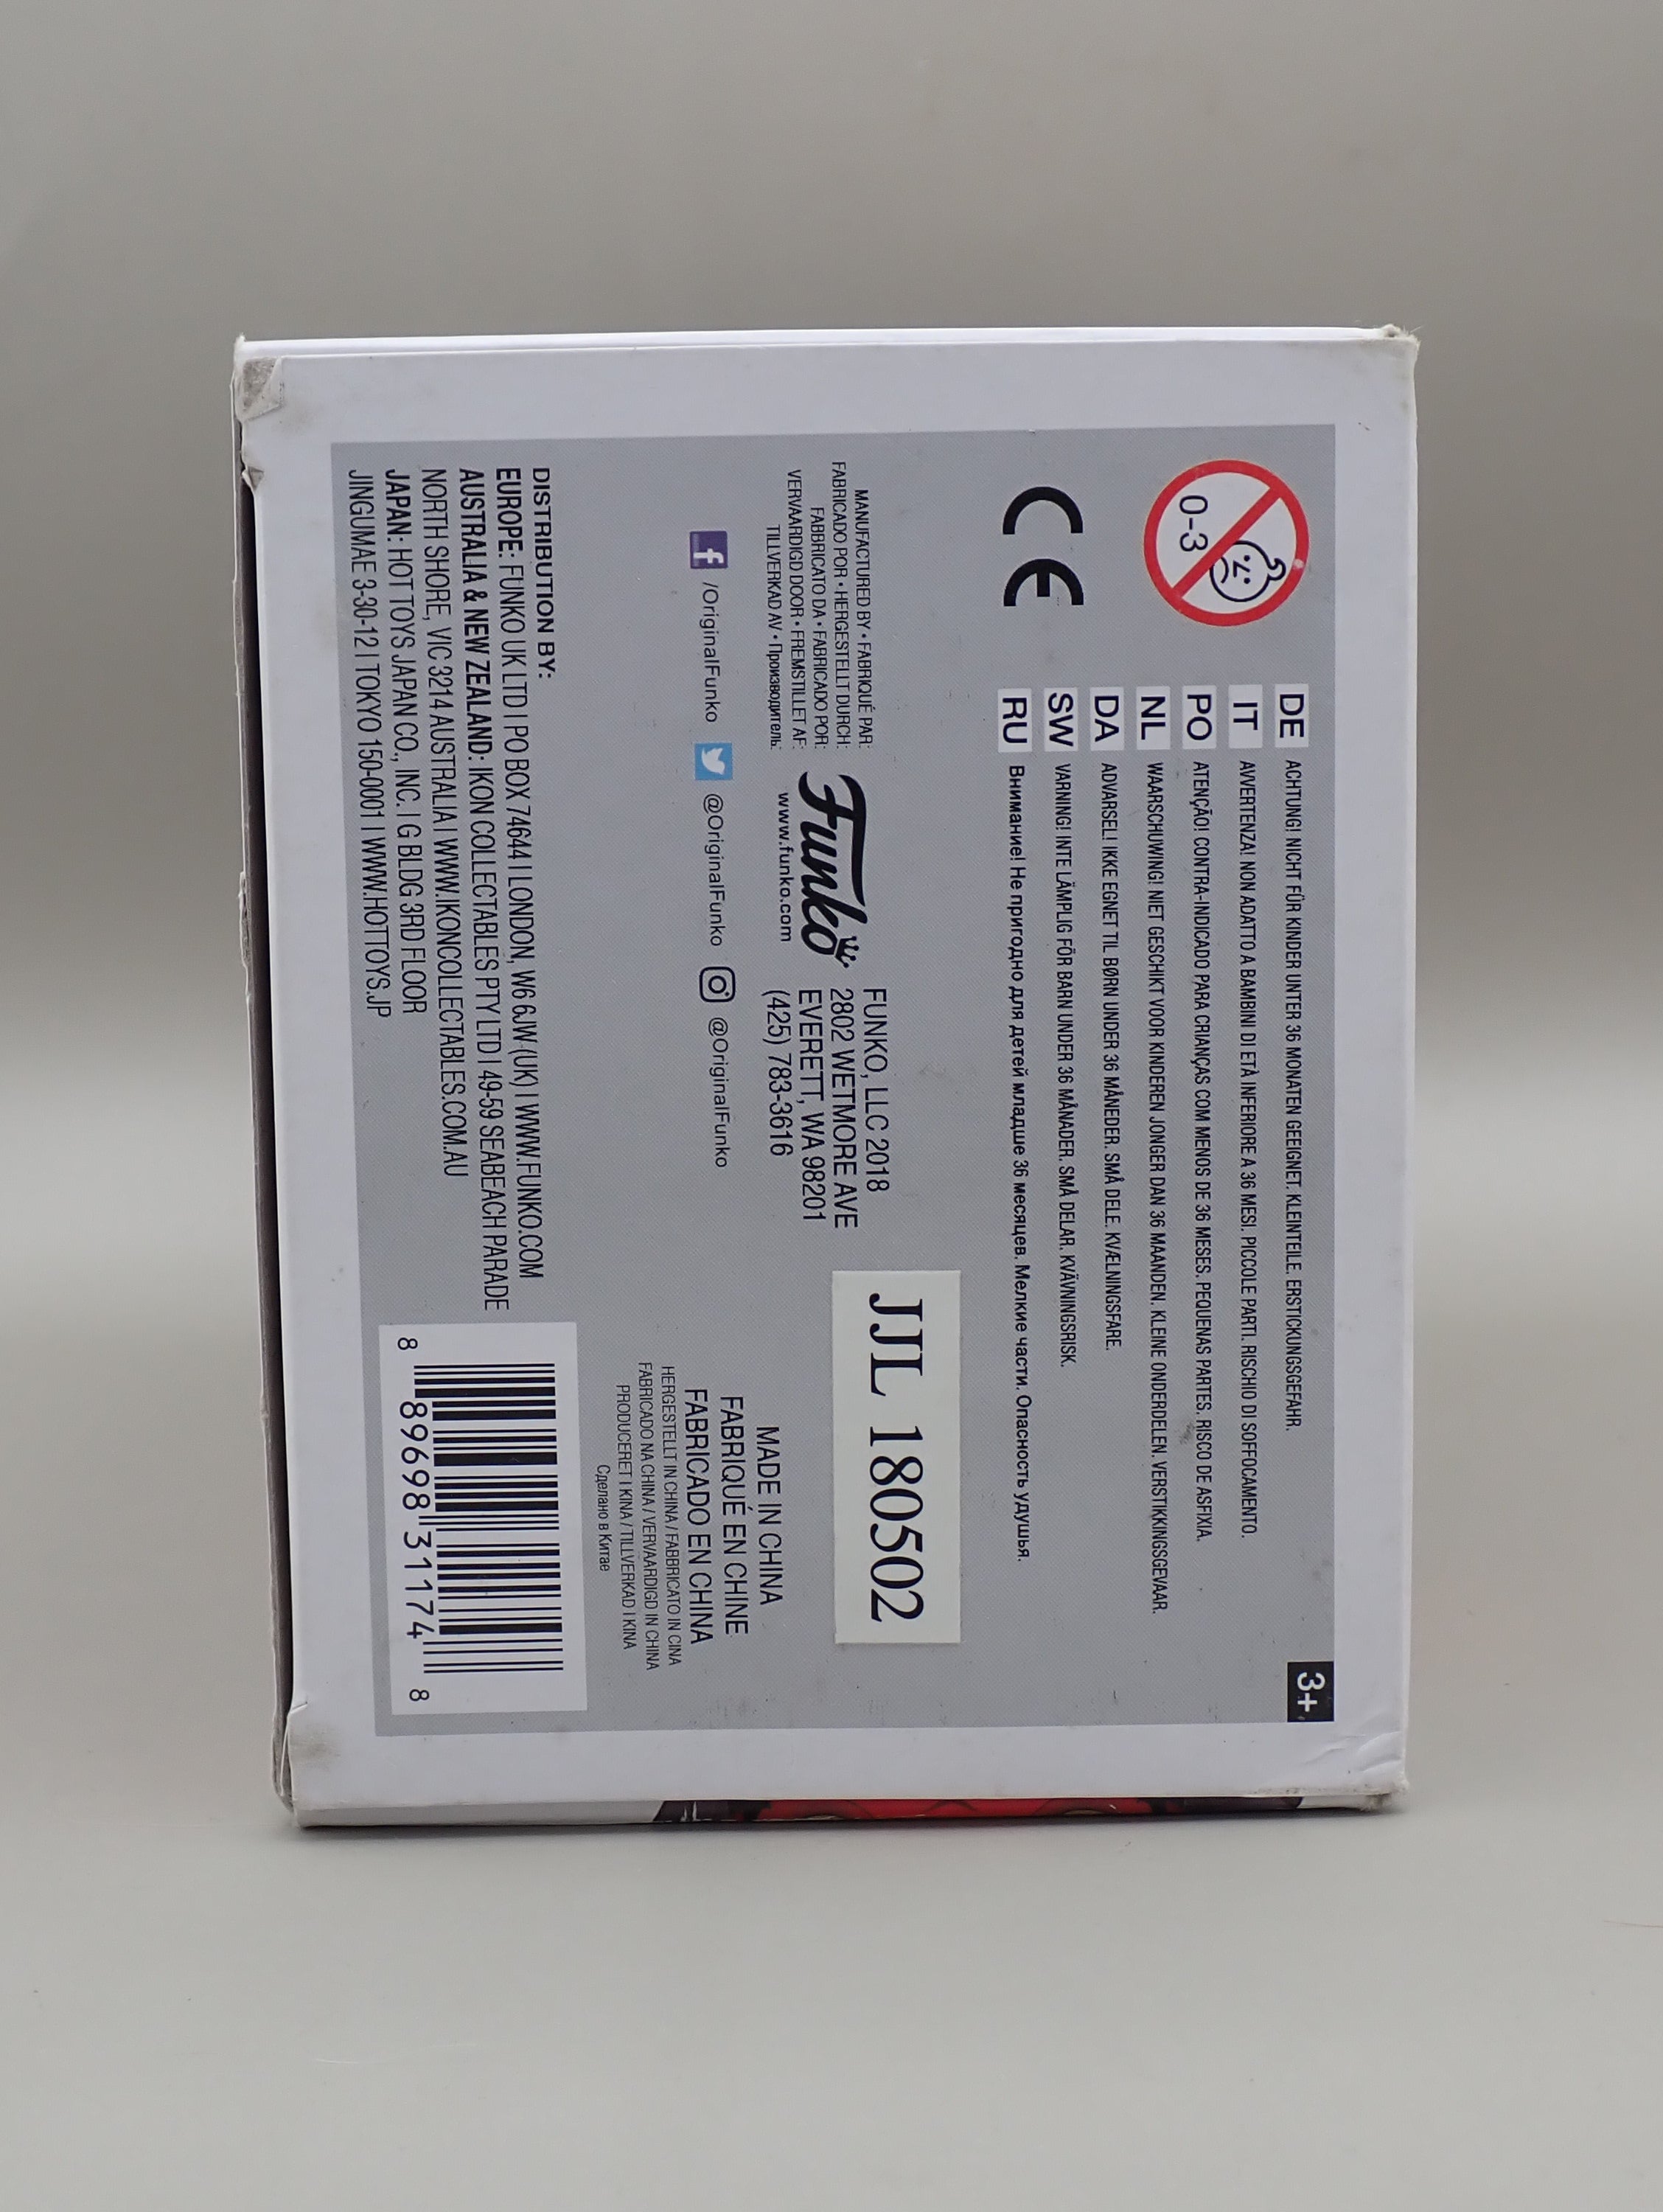 0-3
DE ACHTUNG! NICHT FÜR KINDER UNTER 36 MONATEN GEEIGNET. KLEINTEILE. ERSTICKUNGSGEFAHR.
IT AVVERTENZA! NON ADATTO A BAMBINI DI ETÀ INFERIORE A 36 MESI. PICCOLE PARTI. RISCHIO DI SOFFOCAMENTO.
PO ATENÇÃO! CONTRA-INDICADO PARA CRIANÇAS COM MENOS DE 36 MESES. PEQUENAS PARTES. RISCO DE ASFIXIA.
NL WAARSCHUWING! NIET GESCHIKT VOOR KINDEREN JONGER DAN 36 MAANDEN. KLEINE ONDERDELEN. VERSTIKKINGSGEVAAR.
DA ADVARSEL! IKKE EGNET TIL BØRN UNDER 36 MÅNEDER. SMÅ DELE. KVÆLNINGSFARE.
SW VARNING! INTE LÄMPLIG FÖR BARN UNDER 36 MÅNADER. SMÅ DELAR. KVÄVNINGSRISK.
RU Внимание! Не пригодно для детей младше 36 месяцев. Мелкие части. Опасность удушья.
3+
CE
MANUFACTURED BY • FABRIQUÉ PAR:
FABRICADO POR • HERGESTELLT DURCH:
FABBRICATO DA • FABRICADO POR:
VERVAARDIGD DOOR • FREMSTILLET AF:
TILLVERKAD AV • Производитель:
Funko
www.funko.com
FUNKO, LLC 2018
2802 WETMORE AVE
EVERETT, WA 98201
(425) 783-3616
JJL 180502
/OriginalFunko @OriginalFunko @OriginalFunko
MADE IN CHINA
FABRIQUÉ EN CHINE
FABRICADO EN CHINA
HERGESTELLT IN CHINA / FABBRICATO IN CINA
FABRICADO NA CHINA / VERVAARDIGD IN CHINA
PRODUCERET I KINA / TILLVERKAD I KINA
Сделано в Китае
DISTRIBUTION BY:
EUROPE: FUNKO UK LTD | PO BOX 74644 | LONDON, W6 6JW (UK) | WWW.FUNKO.COM
AUSTRALIA & NEW ZEALAND: IKON COLLECTABLES PTY LTD | 49-59 SEABEACH PARADE
NORTH SHORE, VIC 3214 AUSTRALIA | WWW.IKONCOLLECTABLES.COM.AU
JAPAN: HOT TOYS JAPAN CO., INC. | G BLDG 3RD FLOOR
JINGUMAE 3-30-12 | TOKYO 150-0001 | WWW.HOTTOYS.JP
8 89698 31174 8